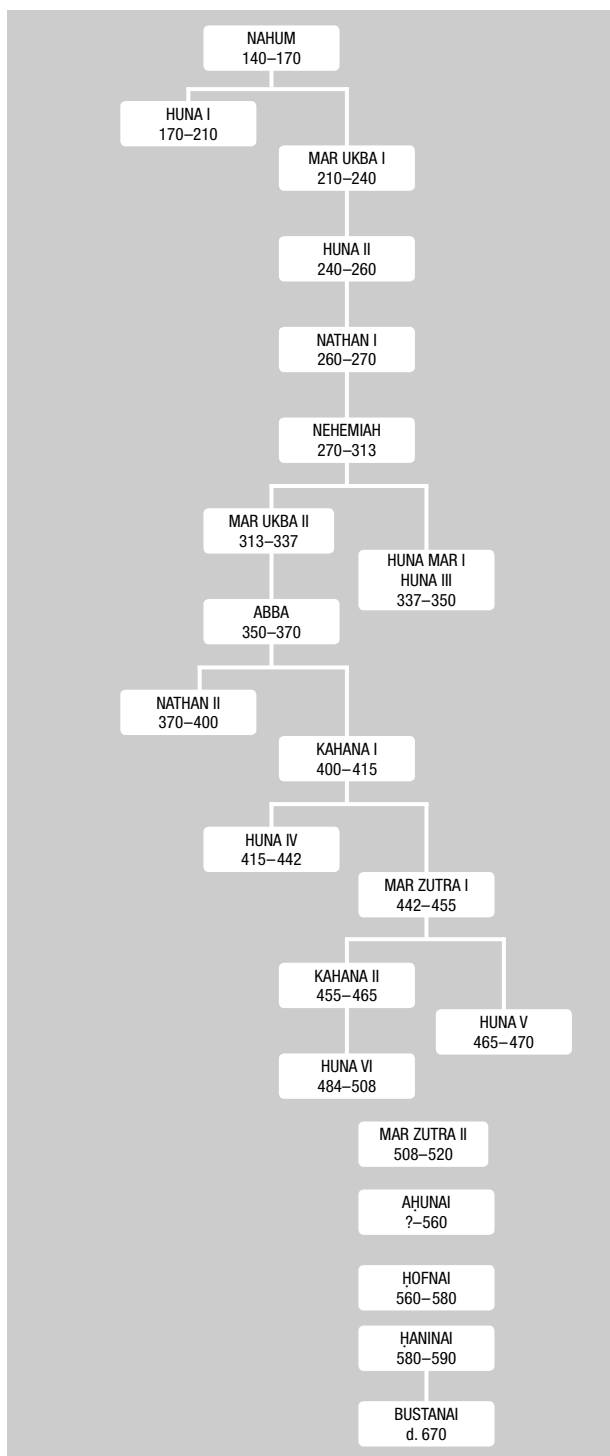 NAHUM
140–170
HUNA I
170–210
MAR UKBA I
210–240
HUNA II
240–260
NATHAN I
260–270
NEHEMIAH
270–313
MAR UKBA II
313–337
HUNA MAR I
HUNA III
337–350
ABBA
350–370
NATHAN II
370–400
KAHANA I
400–415
HUNA IV
415–442
MAR ZUTRA I
442–455
KAHANA II
455–465
HUNA V
465–470
HUNA VI
484–508
MAR ZUTRA II
508–520
AḤUNAI
?–560
ḤOFNAI
560–580
ḤANINAI
580–590
BUSTANAI
d. 670